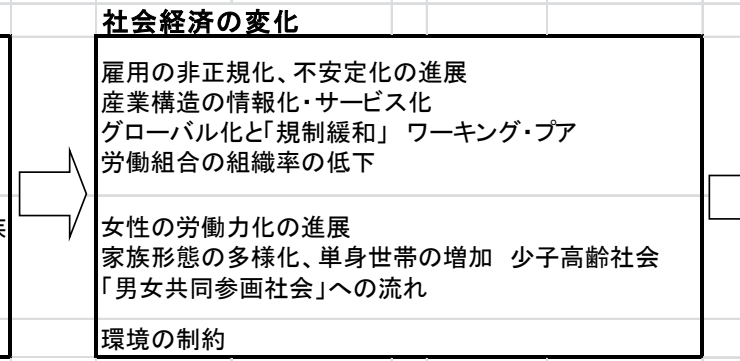 社会経済の変化
雇用の非正規化、不安定化の進展
産業構造の情報化・サービス化
グローバル化と「規制緩和」 ワーキング・プア
労働組合の組織率の低下
女性の労働力化の進展
家族形態の多様化、単身世帯の増加 少子高齢社会
「男女共同参画社会」への流れ
環境の制約